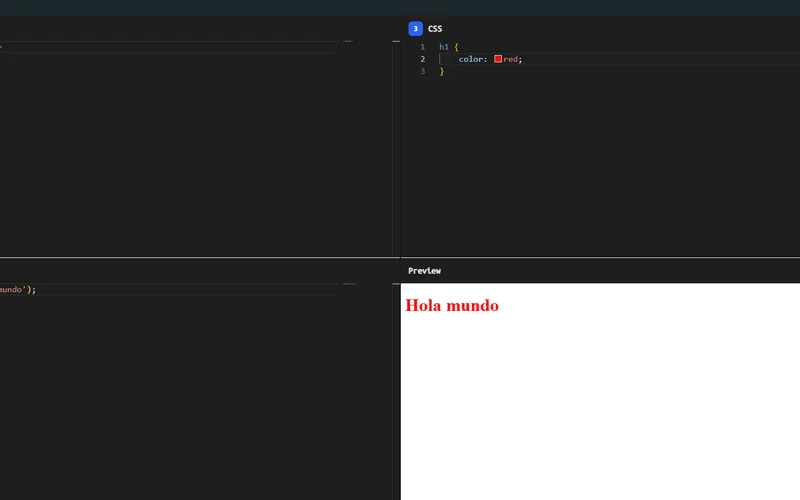 3 CSS
1 h1 {
2 color: red;
3 }
mundo');
Preview
Hola mundo